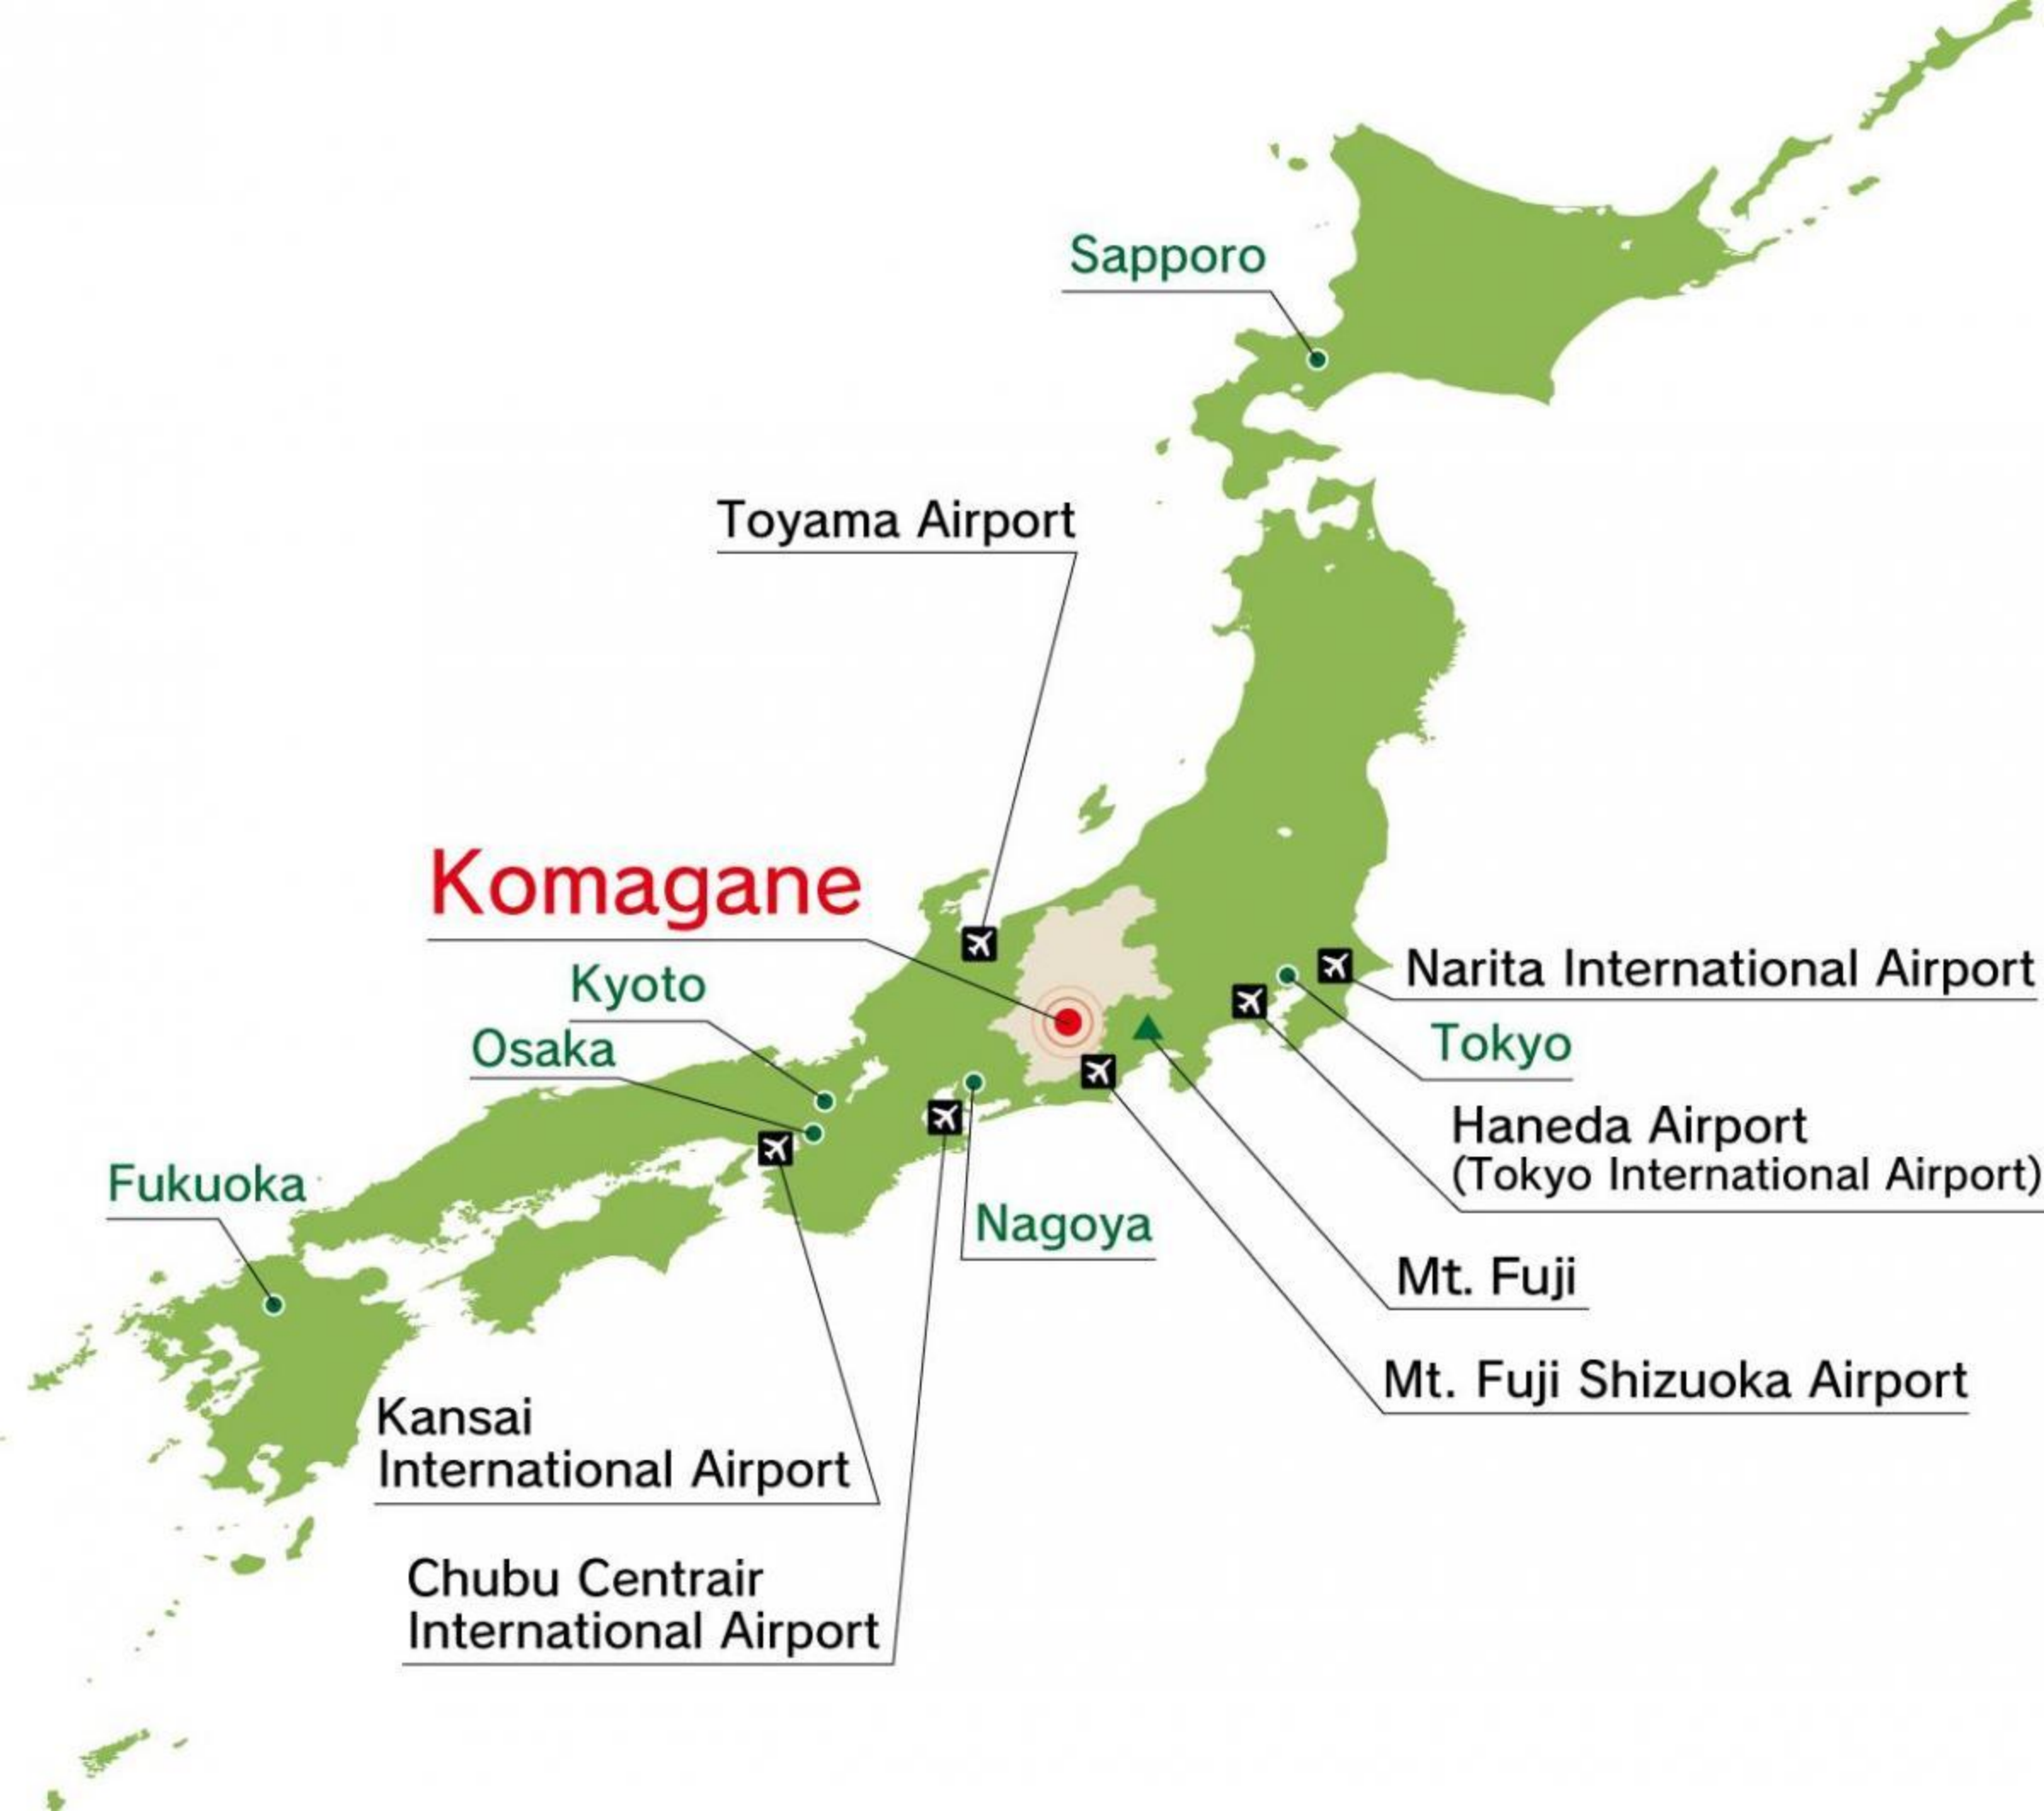 Sapporo
Toyama Airport
Komagane
Kyoto
Osaka
Fukuoka
Narita International Airport
Tokyo
Haneda Airport
(Tokyo International Airport)
Nagoya
Mt. Fuji
Mt. Fuji Shizuoka Airport
Kansai
International Airport
Chubu Centrair
International Airport